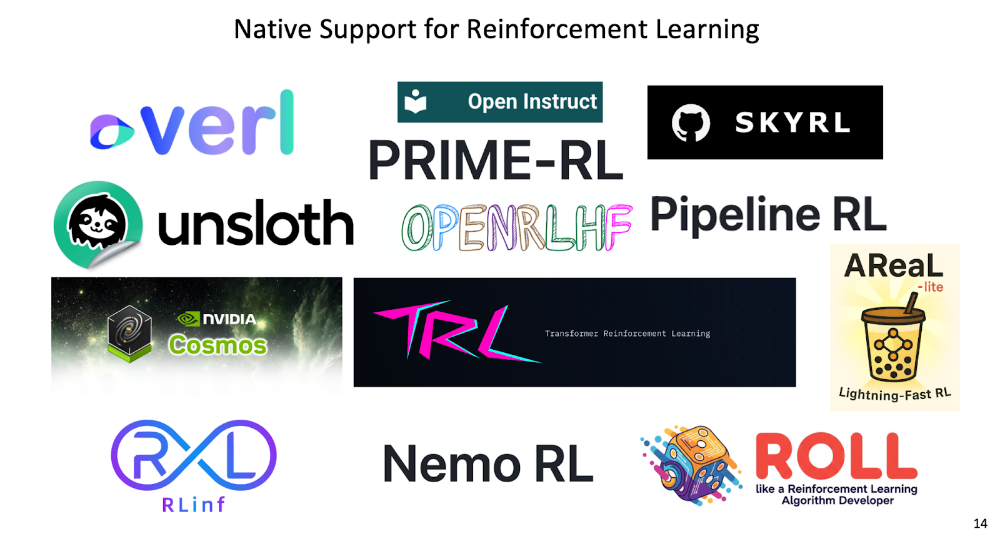 Native Support for Reinforcement Learning
verl
Open Instruct
SKYRL
PRIME-RL
unsloth
OPENRLHF
Pipeline RL
NVIDIA
Cosmos
TRL
Transformer Reinforcement Learning
AReaL
-lite
Lightning-Fast RL
RL
RLinf
Nemo RL
ROLL
like a Reinforcement Learning
Algorithm Developer
14